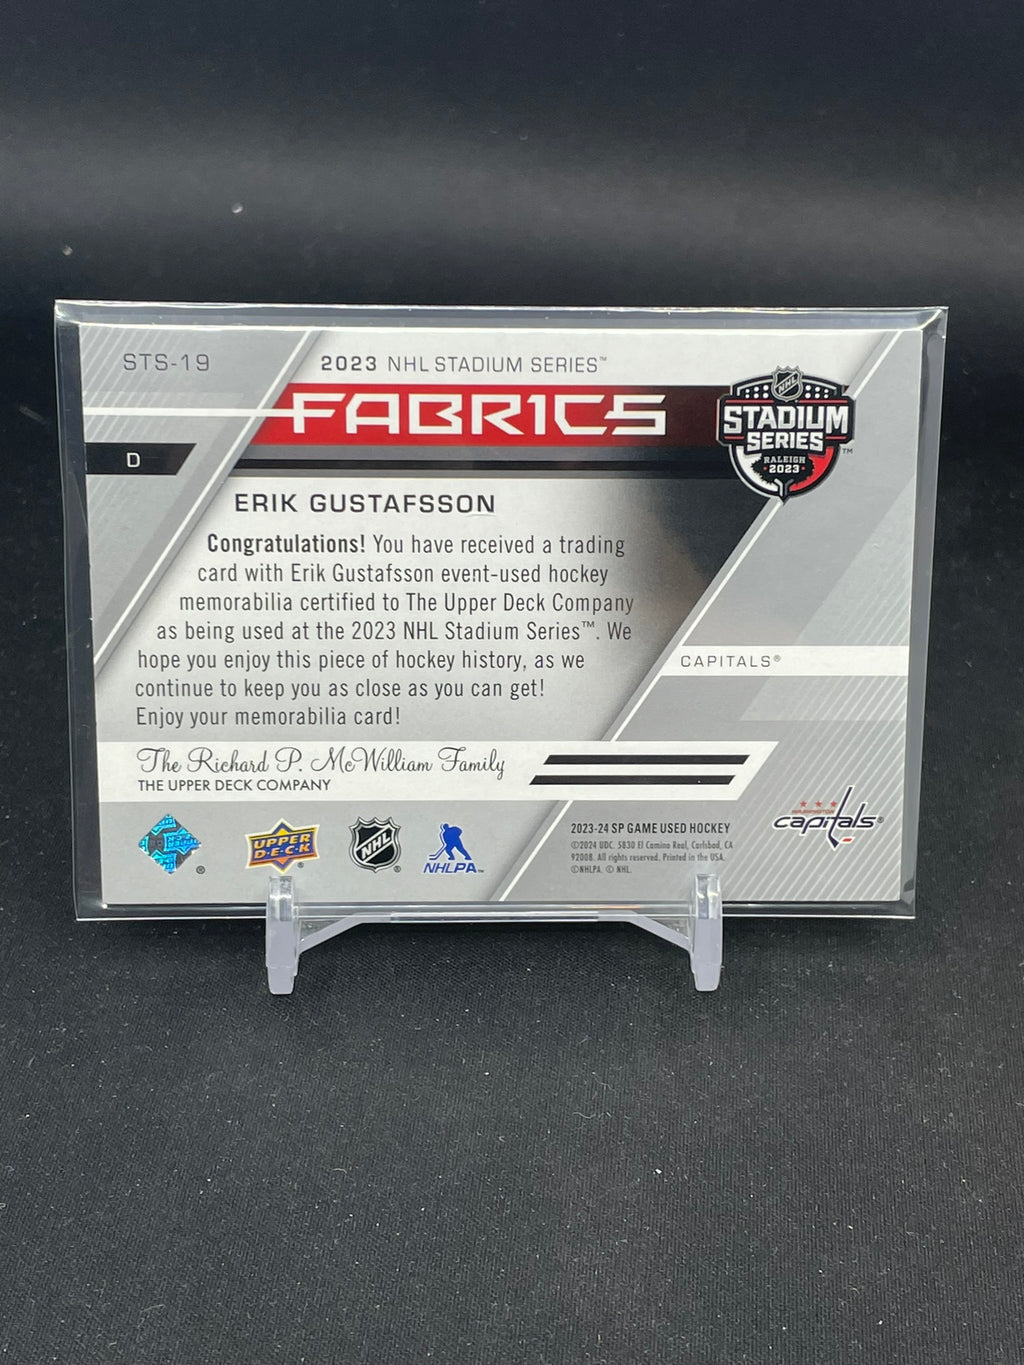 STS-19
2023 NHL STADIUM SERIES™
FABRICS
NHL
STADIUM
SERIES
RALEIGH
2023
™
D
ERIK GUSTAFSSON
Congratulations! You have received a trading
card with Erik Gustafsson event-used hockey
memorabilia certified to The Upper Deck Company
as being used at the 2023 NHL Stadium Series™. We
hope you enjoy this piece of hockey history, as we
continue to keep you as close as you can get!
Enjoy your memorabilia card!
CAPITALS®
The Richard P. McWilliam Family
THE UPPER DECK COMPANY
®
UPPER
D·E·C·K
®
NHL
®
NHLPA™
2023-24 SP GAME USED HOCKEY
©2024 UDC. 5830 El Camino Real, Carlsbad, CA
92008. All rights reserved. Printed in the USA.
©NHLPA. © NHL.
WASHINGTON
capitals®